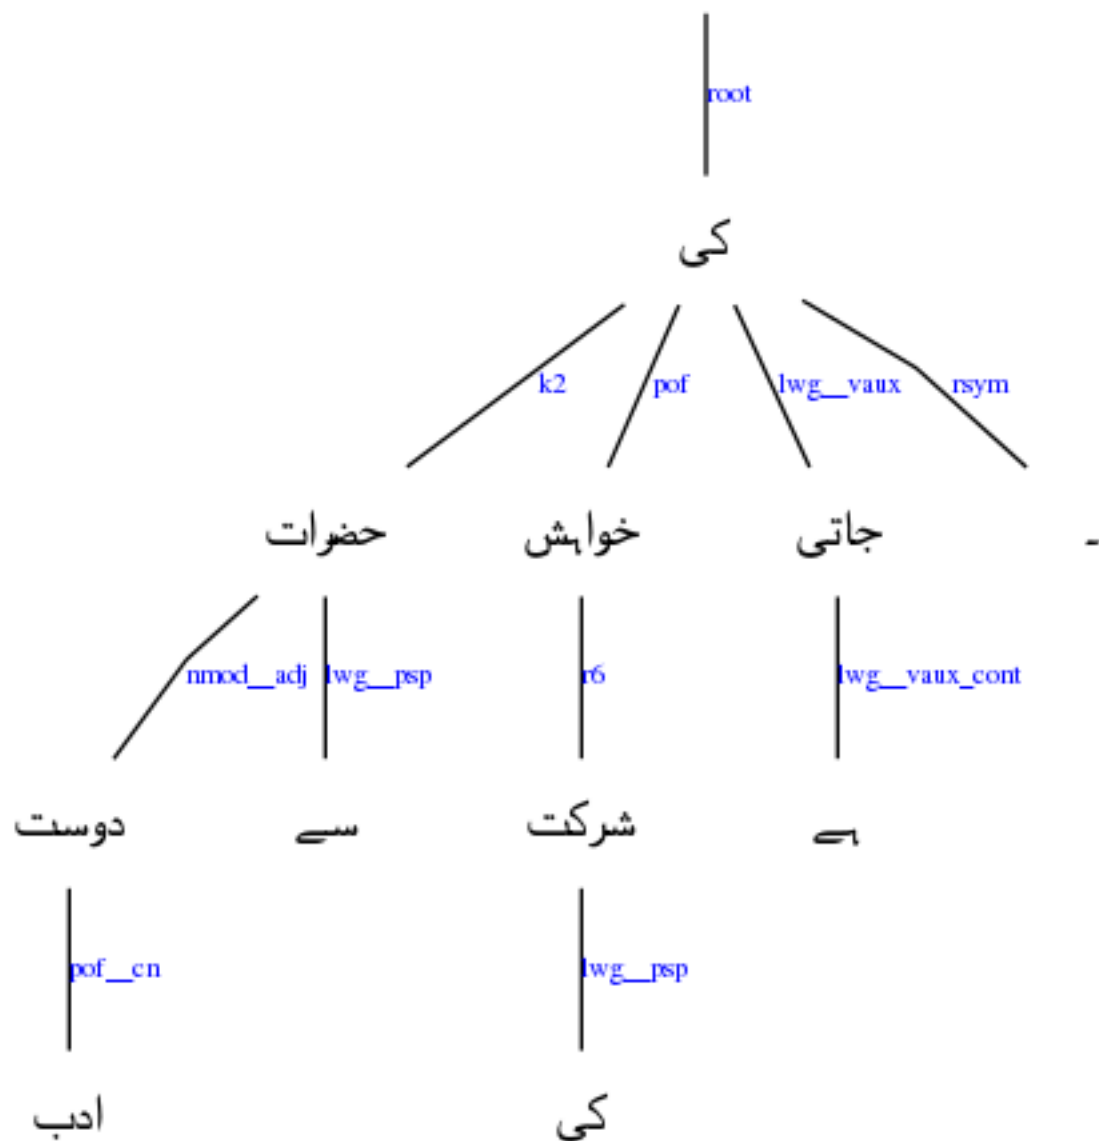 root
کی
k2 pof lwg__vaux rsym
حضرات خواہش جاتی ۔
nmod__adj lwg__psp r6 lwg__vaux_cont
دوست سے شرکت ہے
pof__cn lwg__psp
ادب کی